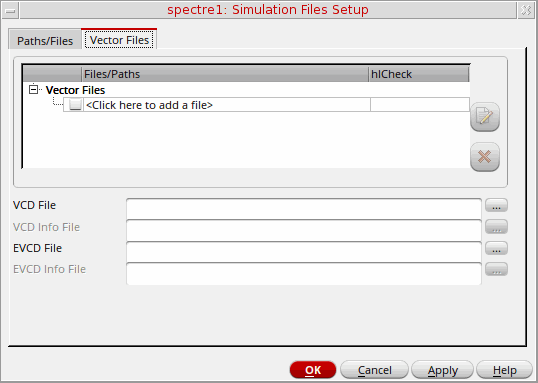 spectre1: Simulation Files Setup
Paths/Files Vector Files
Files/Paths hlCheck
Vector Files
<Click here to add a file>
VCD File ...
VCD Info File ...
EVCD File ...
EVCD Info File ...
OK Cancel Apply Help